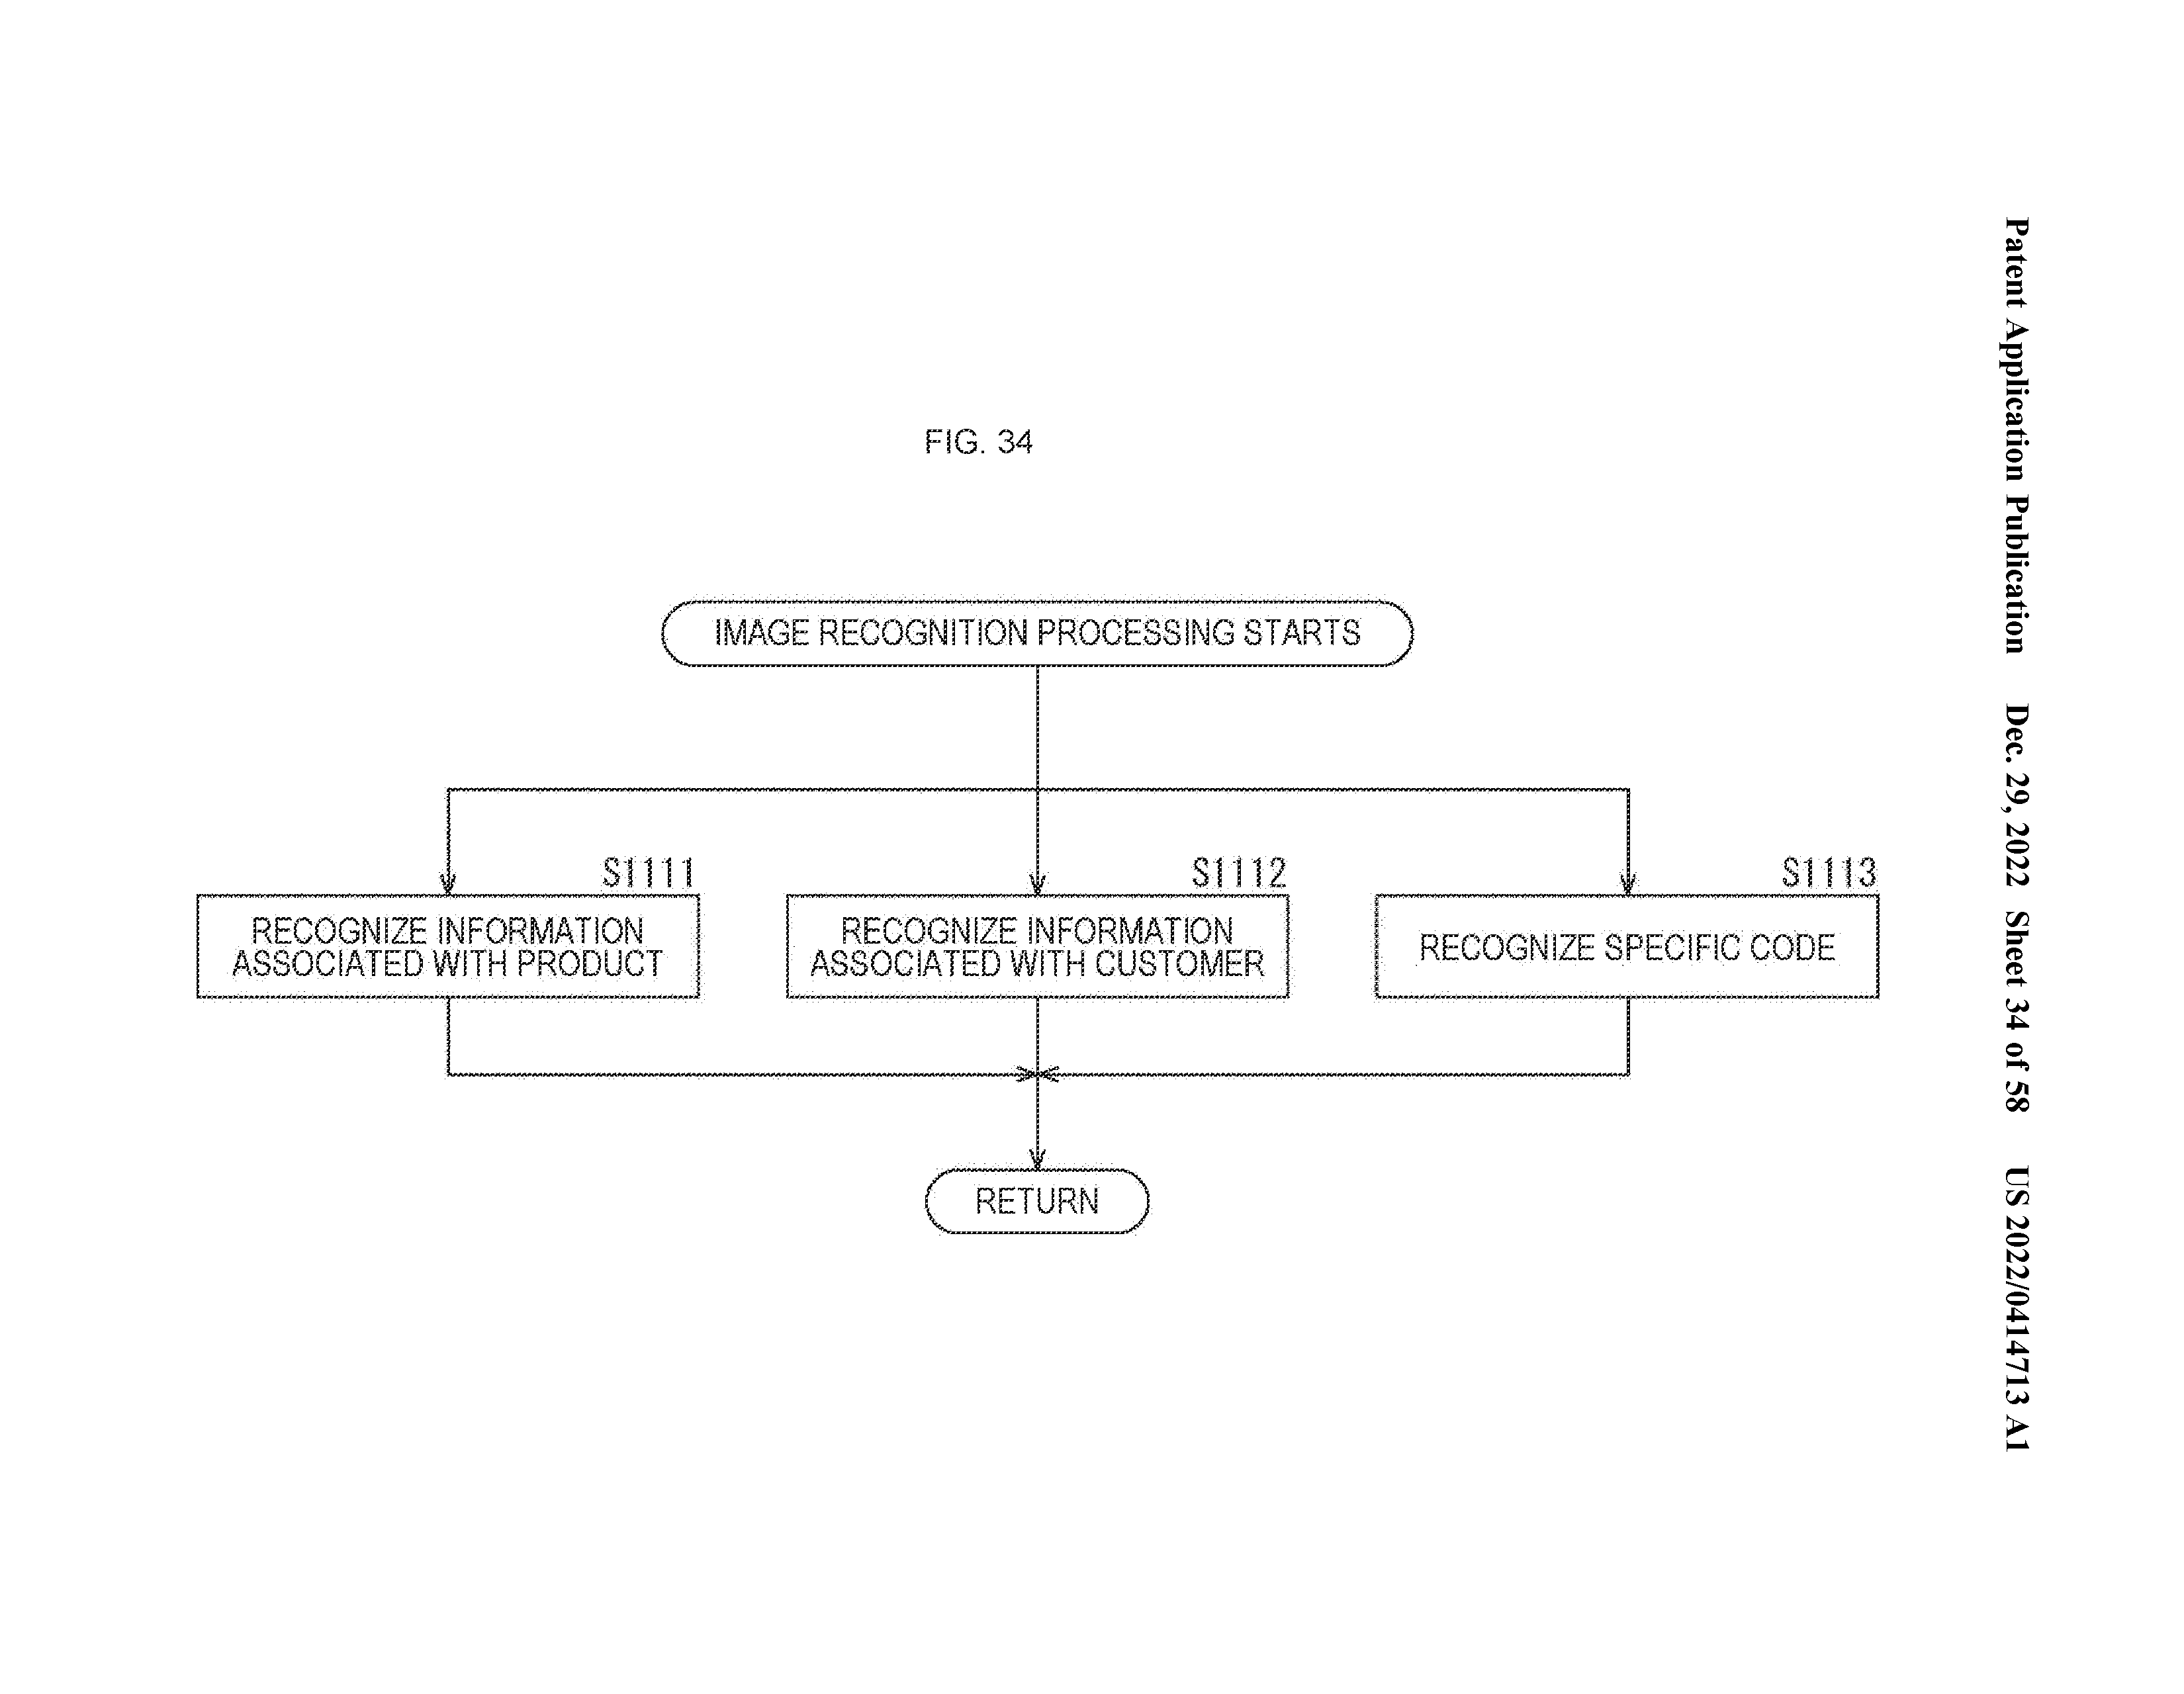 Patent Application Publication Dec. 29, 2022 Sheet 34 of 58 US 2022/0414713 A1
FIG. 34
IMAGE RECOGNITION PROCESSING STARTS
S1111
RECOGNIZE INFORMATION
ASSOCIATED WITH PRODUCT
S1112
RECOGNIZE INFORMATION
ASSOCIATED WITH CUSTOMER
S1113
RECOGNIZE SPECIFIC CODE
RETURN